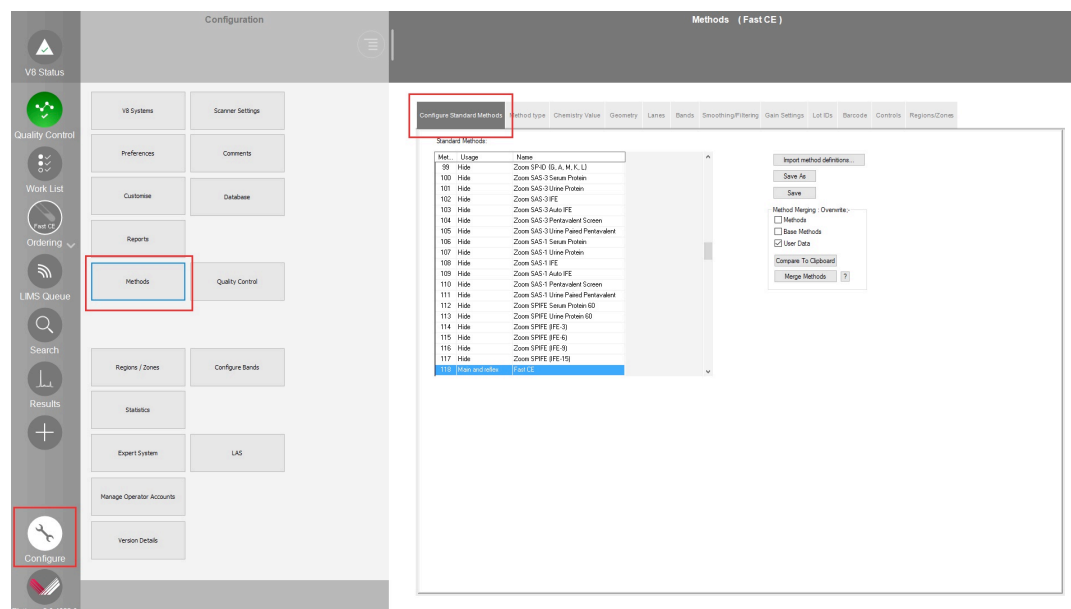 Configuration
Methods ( Fast CE )
V8 Status
Quality Control
Work List
Fast CE
Ordering
LIMS Queue
Search
Results
Configure
V8 Systems
Scanner Settings
Preferences
Comments
Customise
Database
Reports
Methods
Quality Control
Regions / Zones
Configure Bands
Statistics
Expert System
LAS
Manage Operator Accounts
Version Details
Configure Standard Methods Method type Chemistry Value Geometry Lanes Bands Smoothing/Filtering Gain Settings Lot IDs Barcode Controls Regions/Zones
Standard Methods:
Met... Usage Name
99 Hide Zoom SP-ID (G, A, M, K, L)
100 Hide Zoom SAS-3 Serum Protein
101 Hide Zoom SAS-3 Urine Protein
102 Hide Zoom SAS-3 IFE
103 Hide Zoom SAS-3 Auto IFE
104 Hide Zoom SAS-3 Pentavalent Screen
105 Hide Zoom SAS-3 Urine Paired Pentavalent
106 Hide Zoom SAS-1 Serum Protein
107 Hide Zoom SAS-1 Urine Protein
108 Hide Zoom SAS-1 IFE
109 Hide Zoom SAS-1 Auto IFE
110 Hide Zoom SAS-1 Pentavalent Screen
111 Hide Zoom SAS-1 Urine Paired Pentavalent
112 Hide Zoom SPIFE Serum Protein 60
113 Hide Zoom SPIFE Urine Protein 60
114 Hide Zoom SPIFE (IFE-3)
115 Hide Zoom SPIFE (IFE-6)
116 Hide Zoom SPIFE (IFE-9)
117 Hide Zoom SPIFE (IFE-15)
118 Main and reflex Fast CE
Import method definitions...
Save As
Save
Method Merging : Overwrite:-
Methods
Base Methods
User Data
Compare To Clipboard
Merge Methods ?